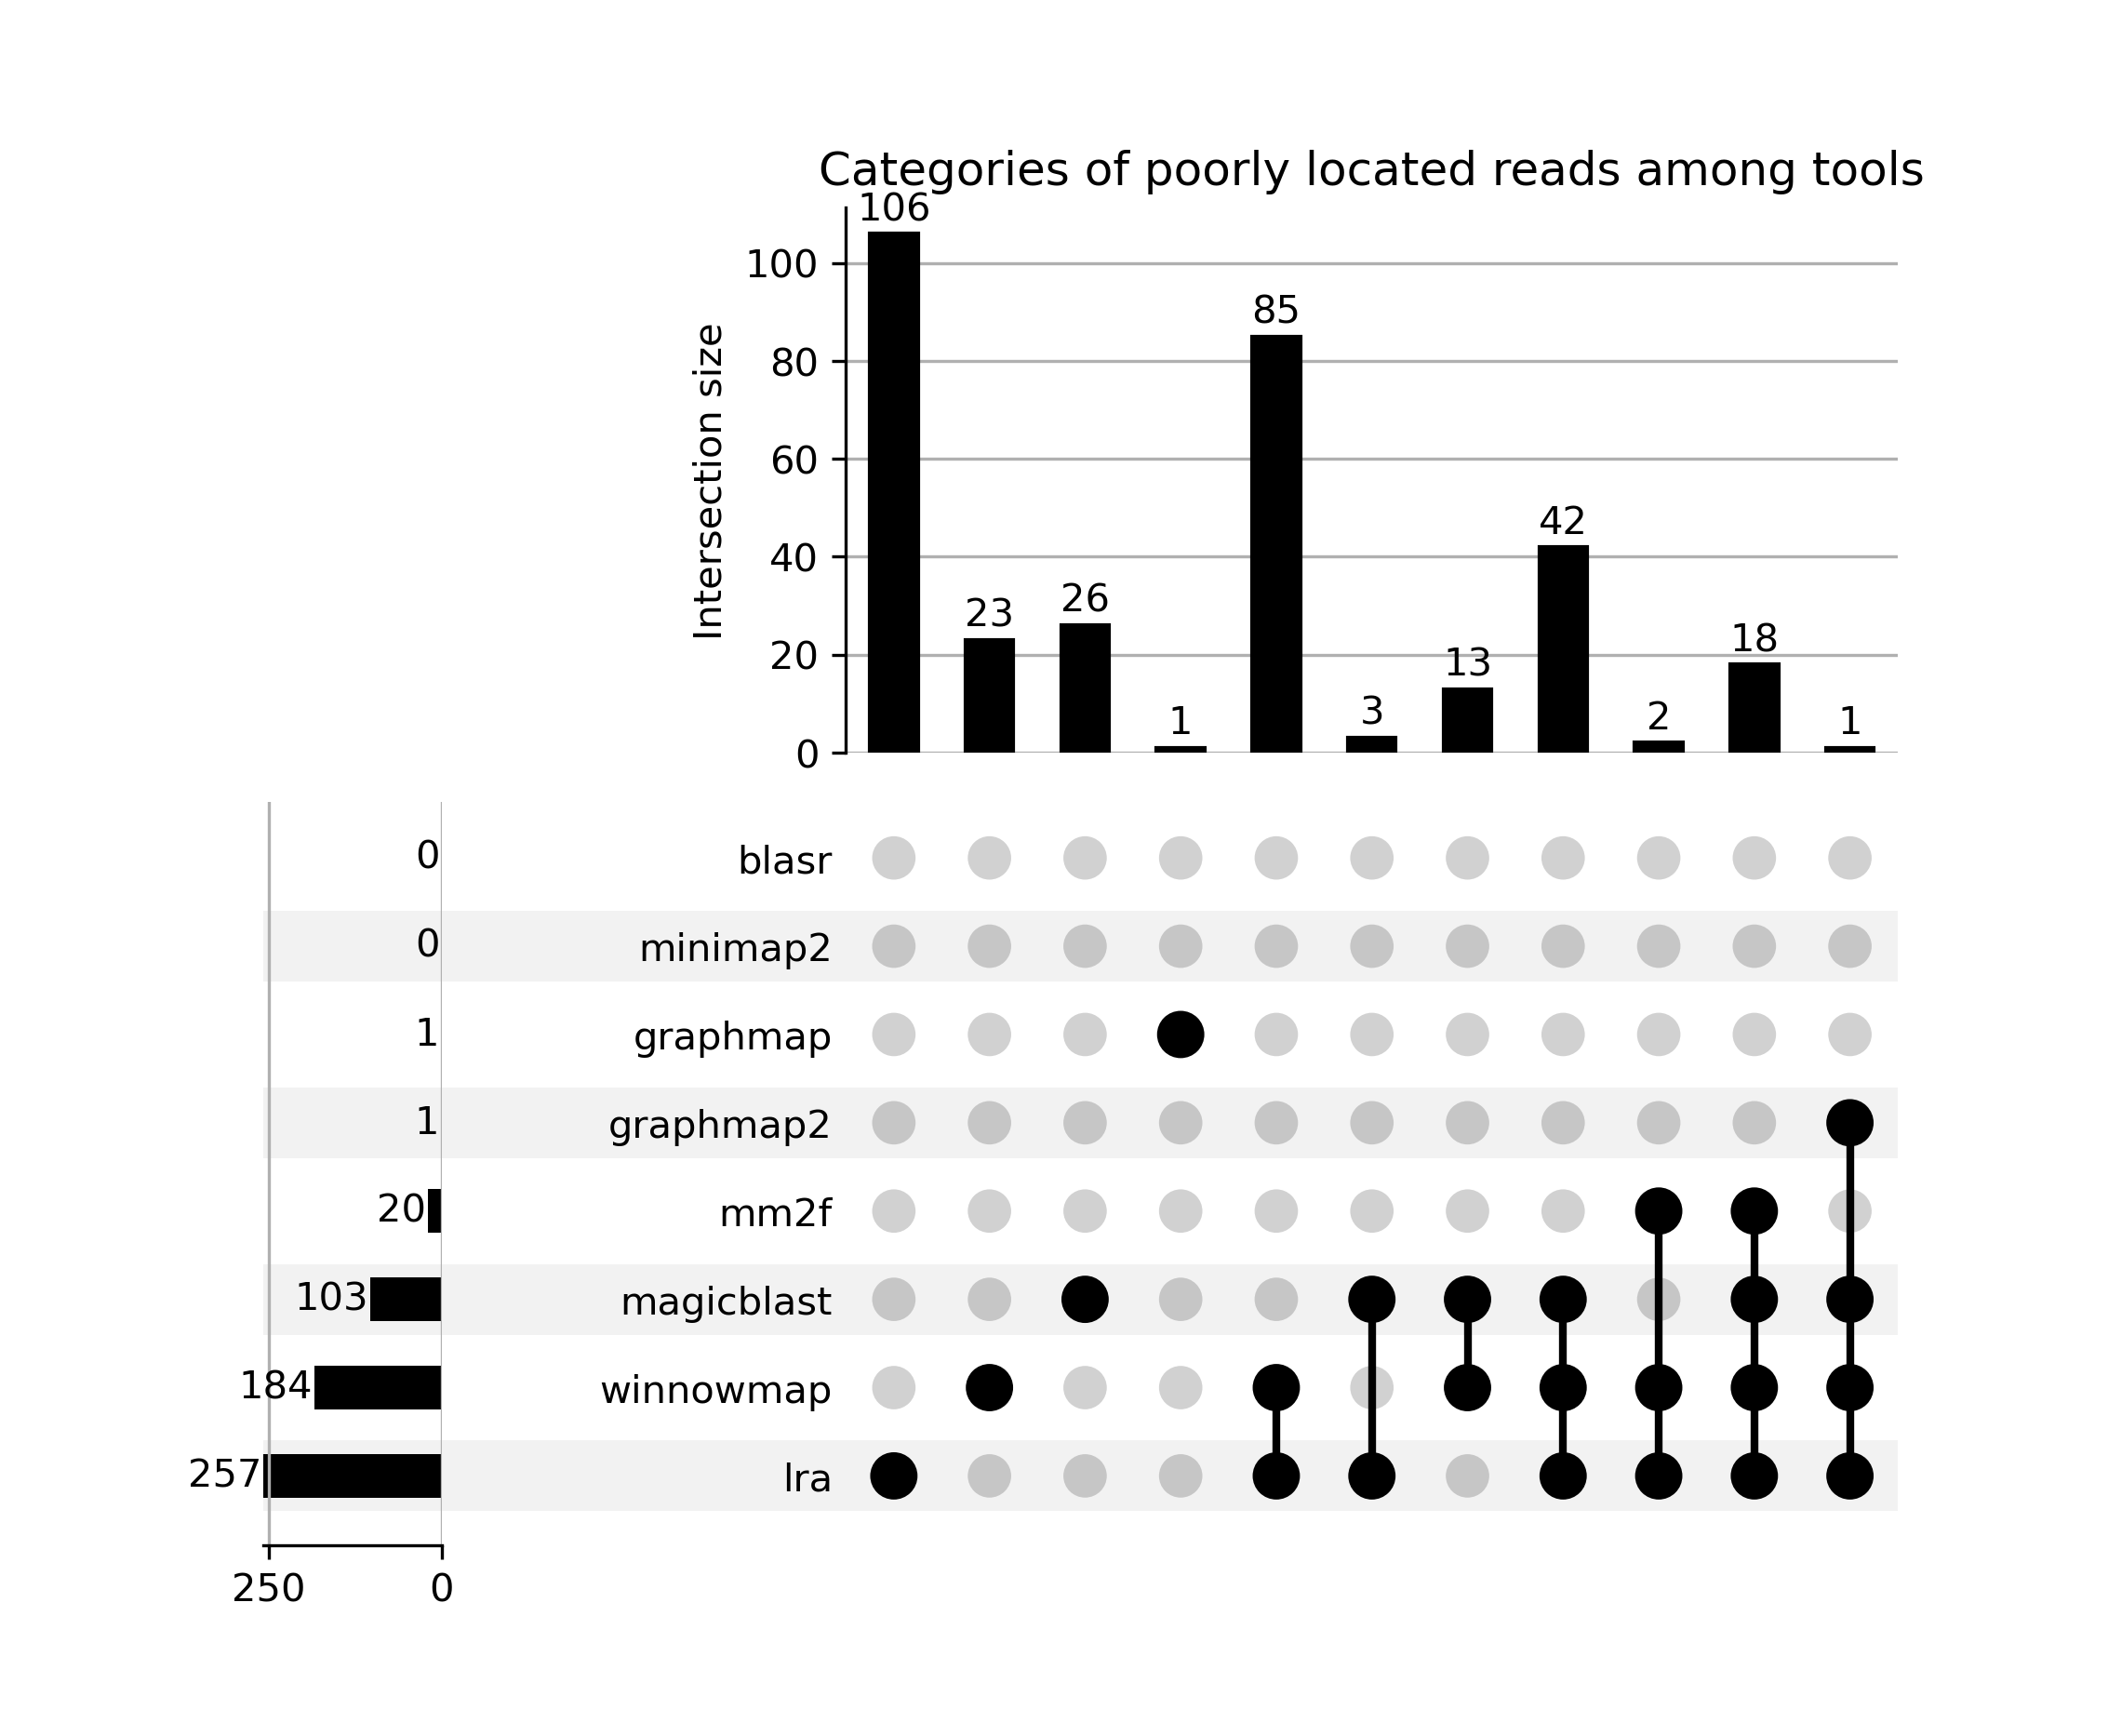 Categories of poorly located reads among tools
106
100
85
80
Intersection size
60
42
40
23
26
13
18
20
1
3
2
1
0
0
blasr
0
minimap2
1
graphmap
1
graphmap2
20
mm2f
103
magicblast
184
winnowmap
257
lra
250
0